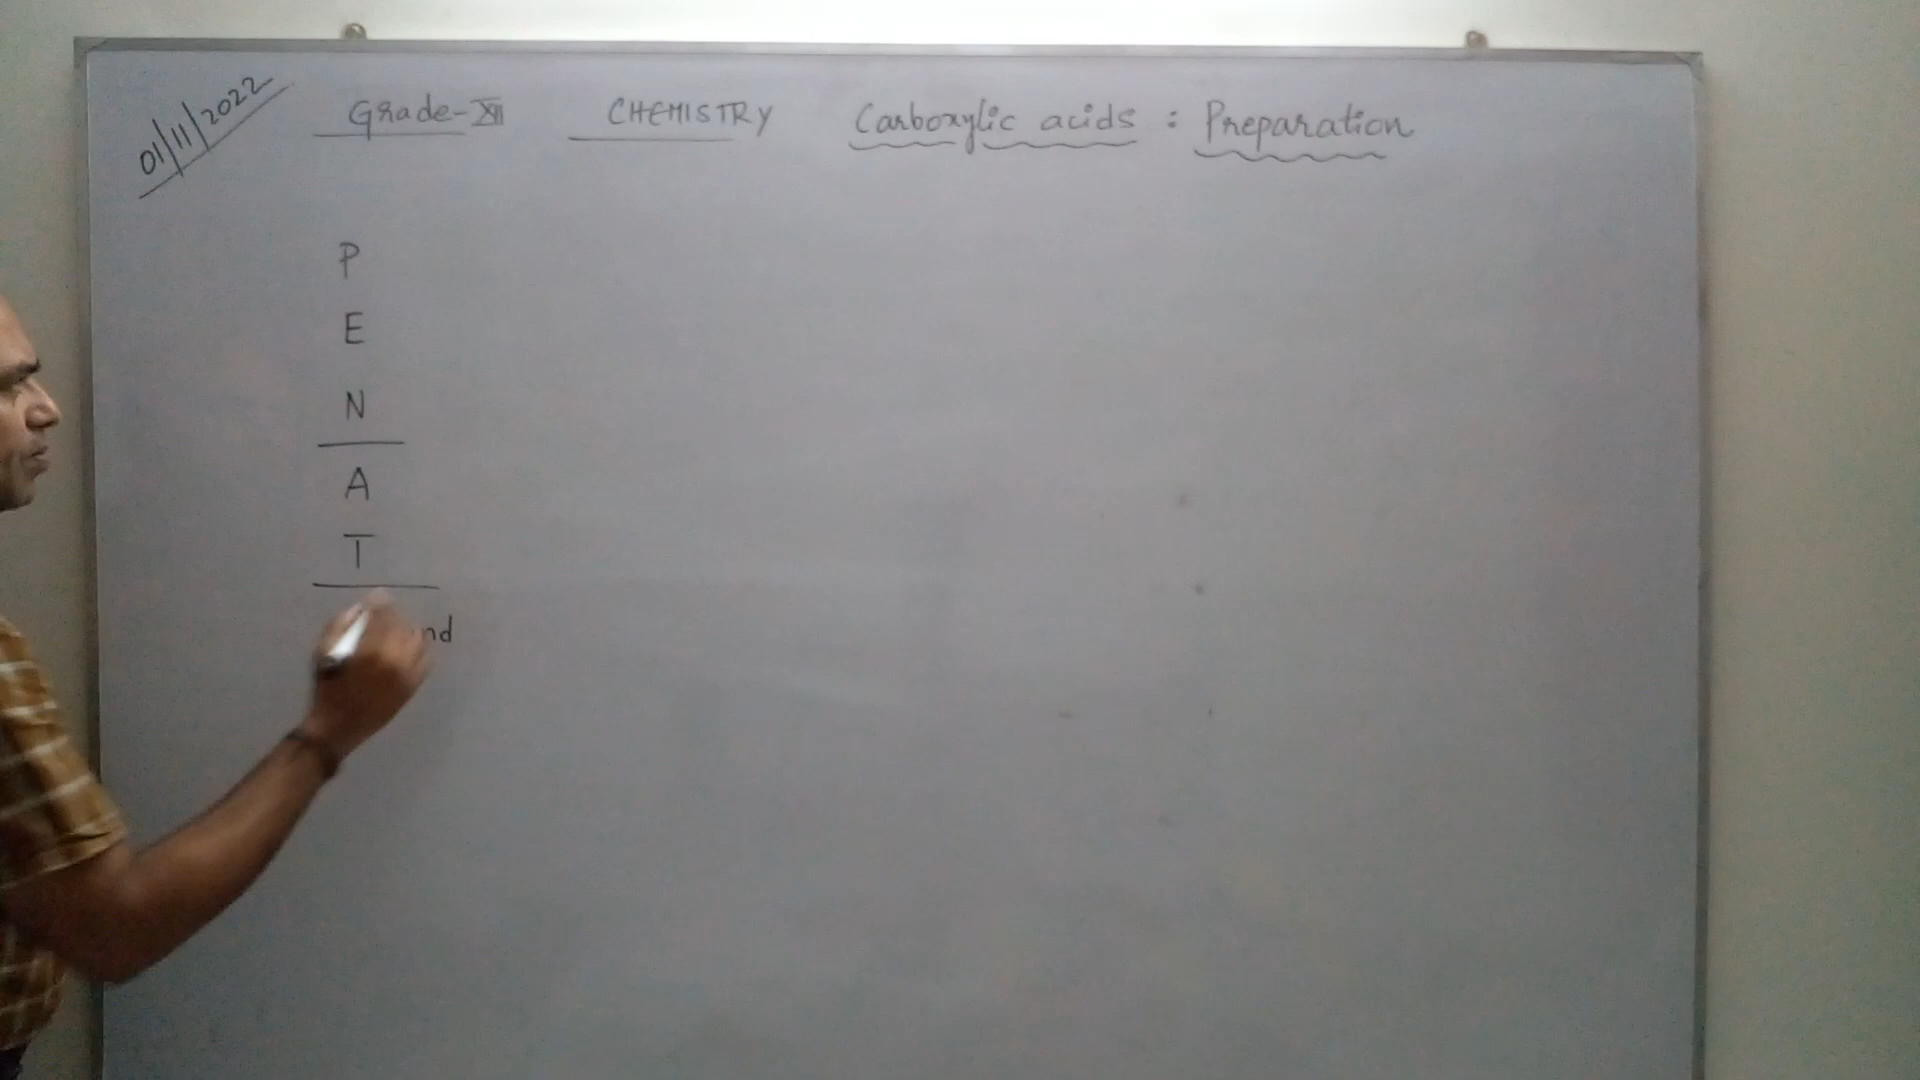 01/11/2022
Grade-XII CHEMISTRY Carboxylic acids : Preparation
P
E
N
A
T